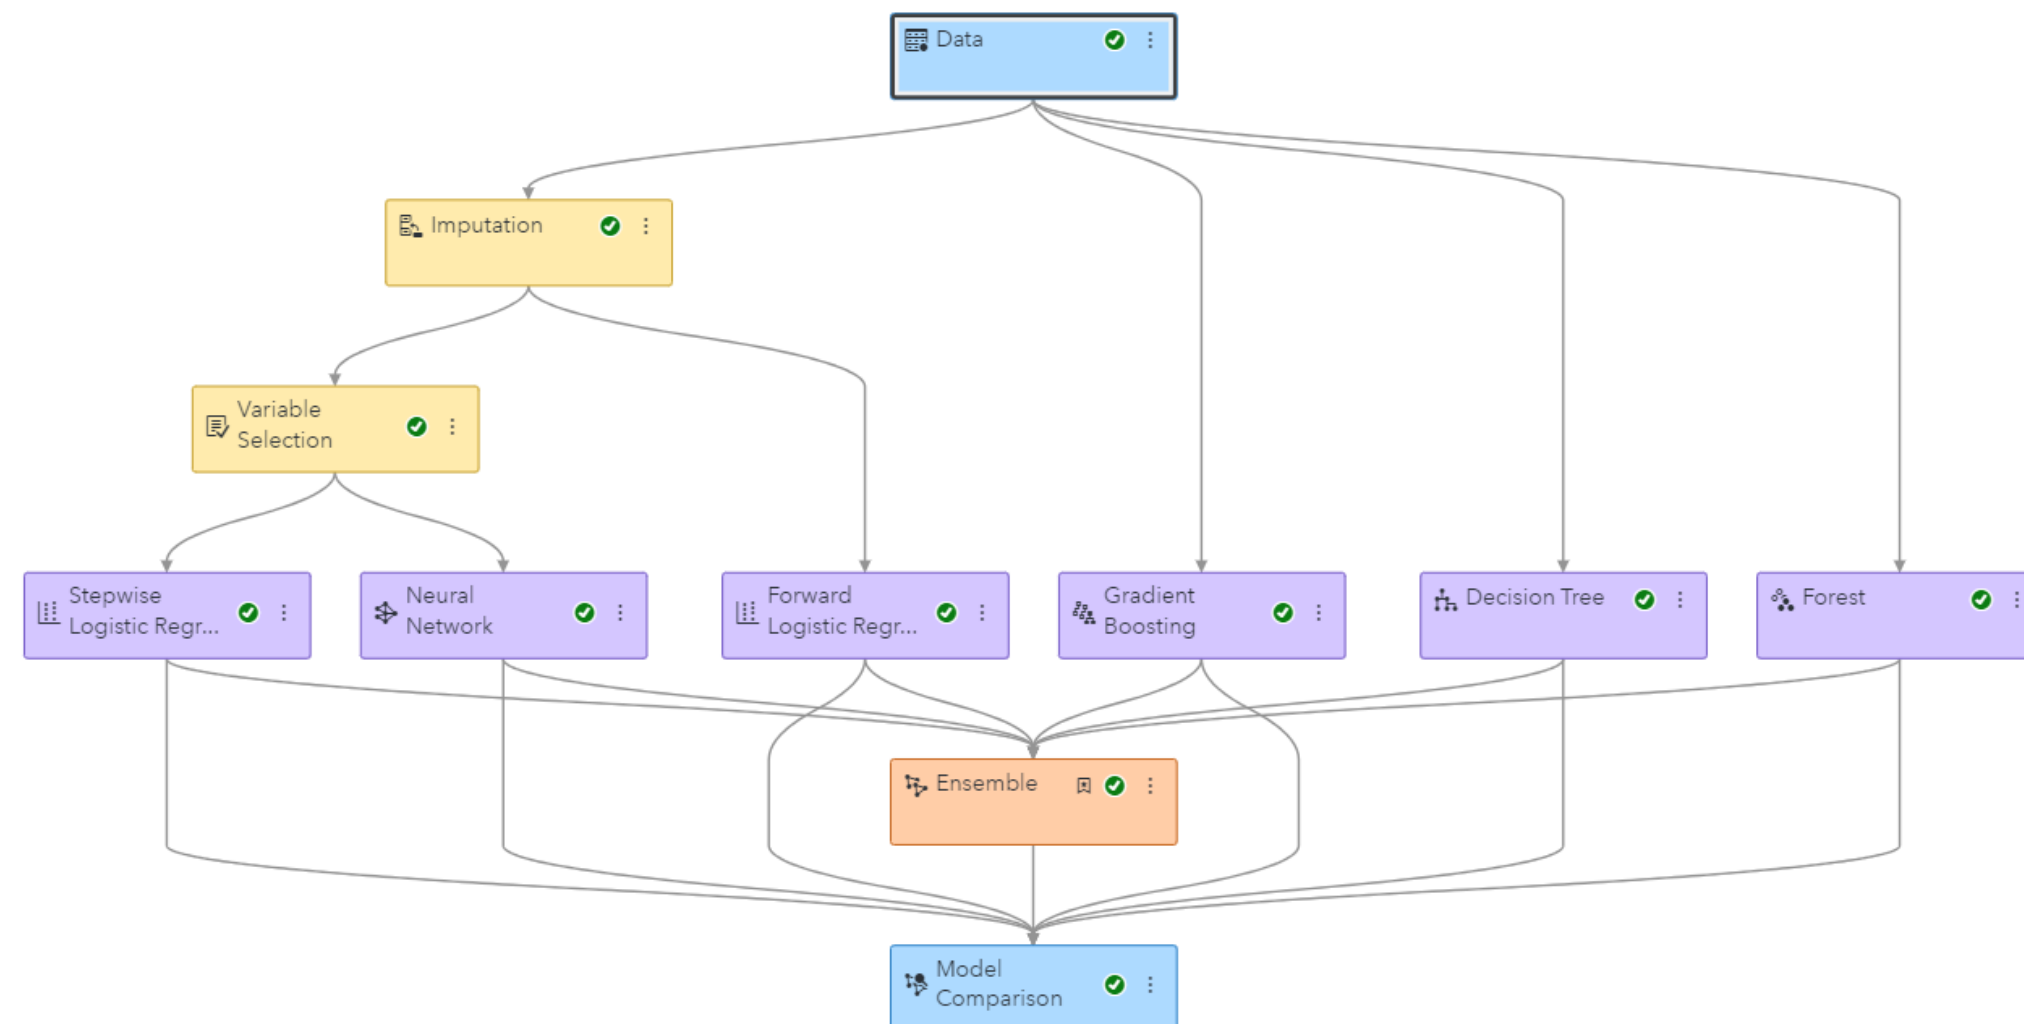 Data
Imputation
Variable
Selection
Stepwise
Logistic Regr...
Neural
Network
Forward
Logistic Regr...
Gradient
Boosting
Decision Tree
Forest
Ensemble
Model
Comparison